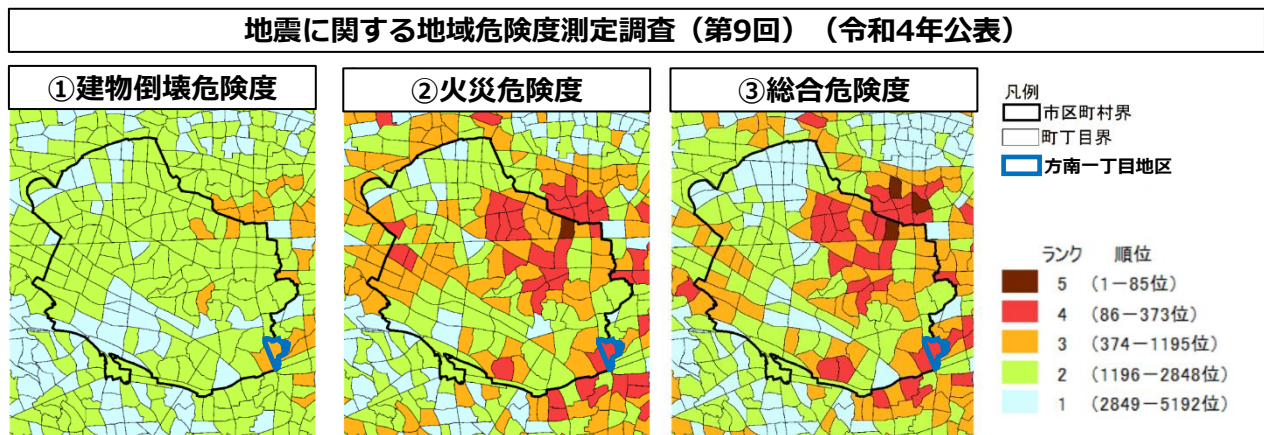 地震に関する地域危険度測定調査（第9回）（令和4年公表）
①建物倒壊危険度
②火災危険度
③総合危険度
凡例
市区町村界
町丁目界
方南一丁目地区
ランク 順位
5 （1－85位）
4 （86－373位）
3 （374－1195位）
2 （1196－2848位）
1 （2849－5192位）